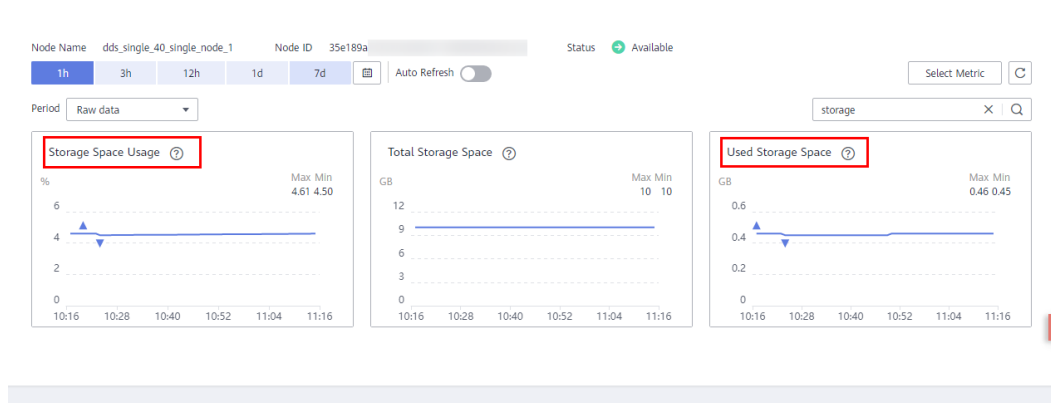 Node Name dds_single_40_single_node_1 Node ID 35e189a Status Available
1h 3h 12h 1d 7d Auto Refresh Select Metric
Period Raw data storage
Storage Space Usage
% Max Min
4.61 4.50
6
4
2
0
10:16 10:28 10:40 10:52 11:04 11:16
Total Storage Space
GB Max Min
10 10
12
9
6
3
0
10:16 10:28 10:40 10:52 11:04 11:16
Used Storage Space
GB Max Min
0.46 0.45
0.6
0.4
0.2
0
10:16 10:28 10:40 10:52 11:04 11:16